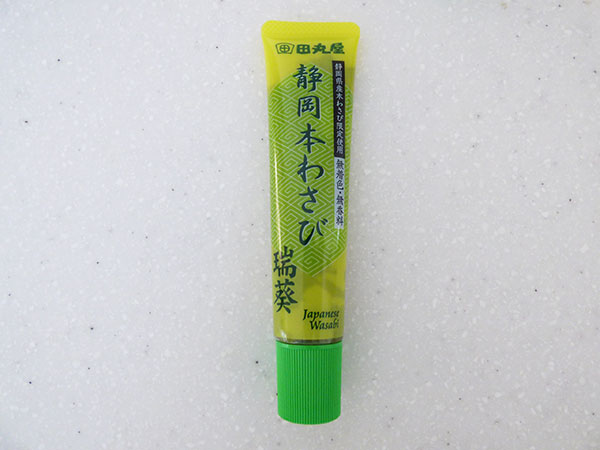 田丸屋
静岡県産本わさび限定使用
無着色・無香料
静岡本わさび
瑞葵
Japanese
Wasabi